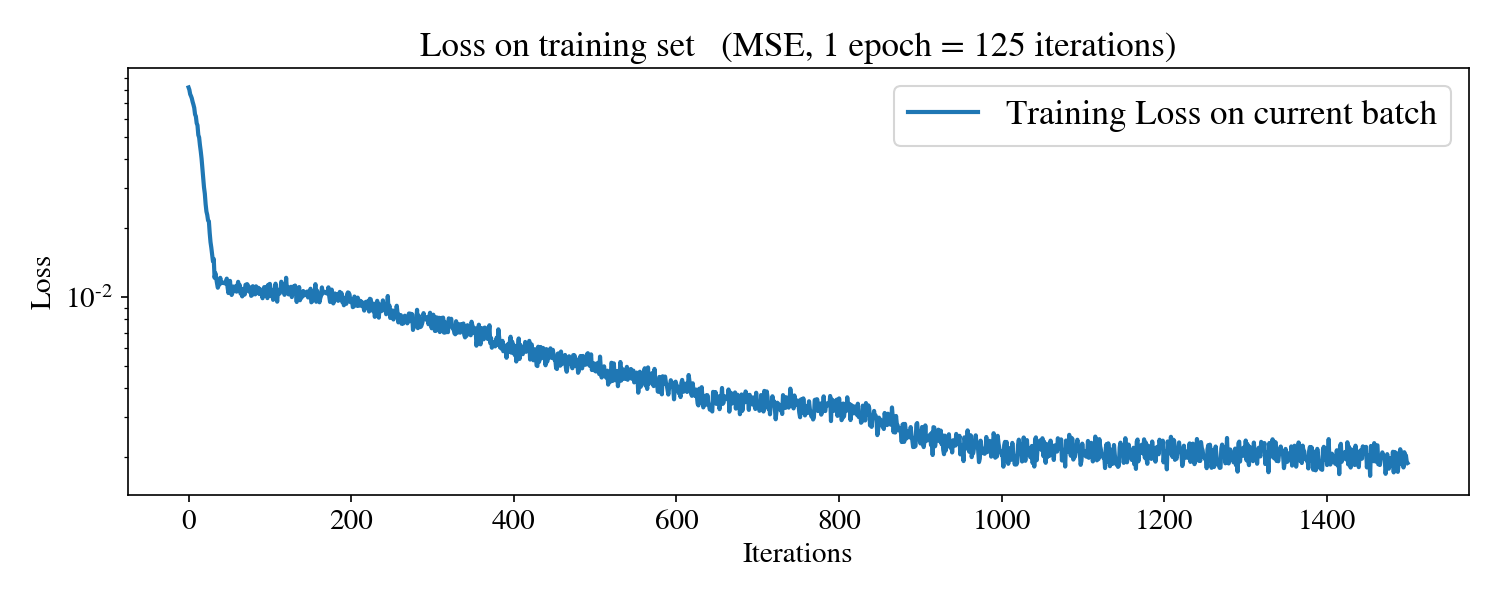 Loss on training set (MSE, 1 epoch = 125 iterations)
Training Loss on current batch
Loss
10⁻²
0 200 400 600 800 1000 1200 1400
Iterations